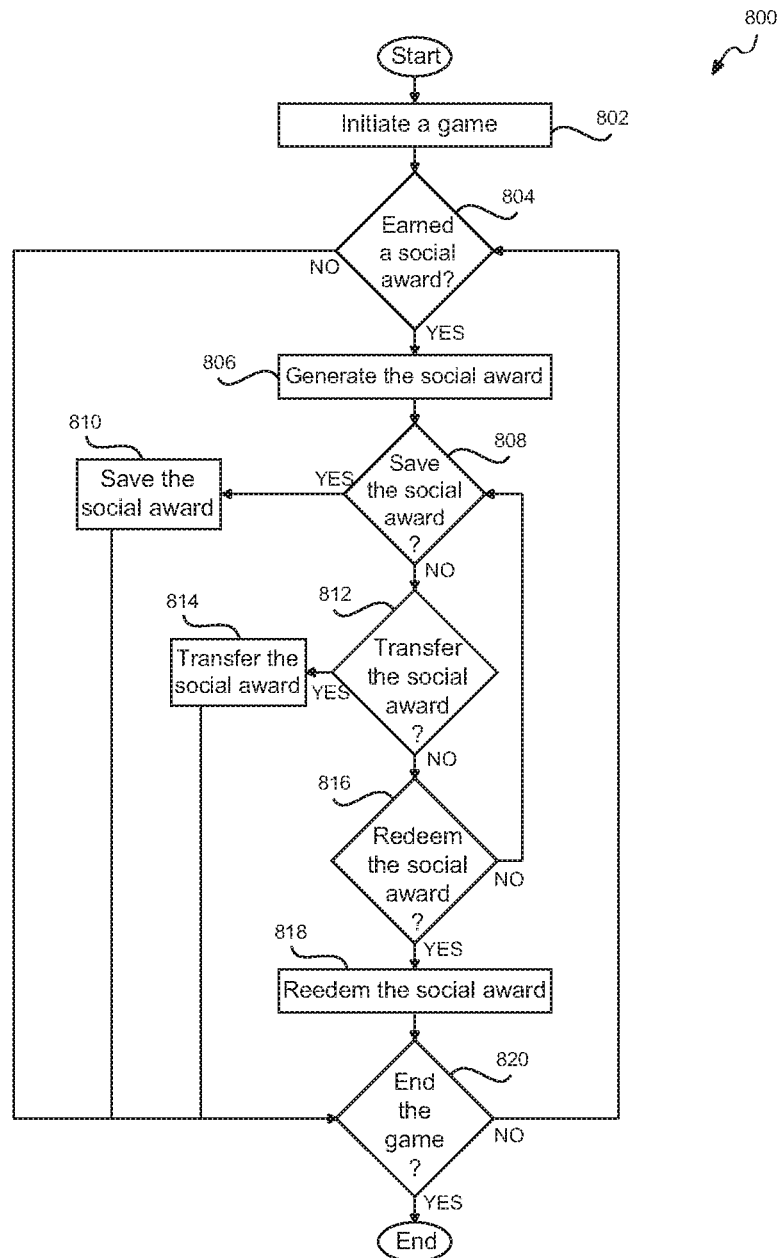 800
Start
Initiate a game
802
804
Earned
a social
award?
NO
YES
806
Generate the social award
810
808
Save the
social award
YES
Save
the social
award
?
NO
812
814
Transfer the
social award
YES
Transfer
the social
award
?
NO
816
Redeem
the social
award
?
NO
YES
818
Reedem the social award
820
End
the
game
?
NO
YES
End